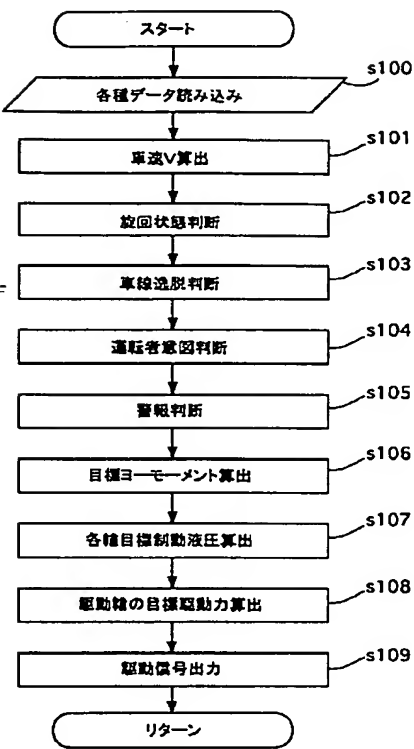 スタート
各種データ読み込み
s100
車速V算出
s101
旋回状態判断
s102
車線逸脱判断
s103
運転者意図判断
s104
警報判断
s105
目標ヨーモーメント算出
s106
各輪目標制動液圧算出
s107
駆動輪の目標駆動力算出
s108
駆動信号出力
s109
リターン